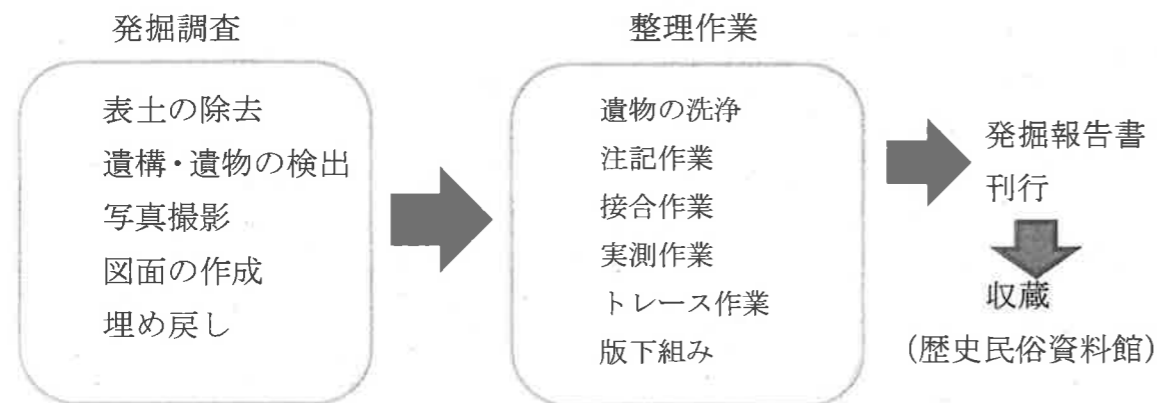 発掘調査
表土の除去
遺構・遺物の検出
写真撮影
図面の作成
埋め戻し
整理作業
遺物の洗浄
注記作業
接合作業
実測作業
トレース作業
版下組み
発掘報告書
刊行
収蔵
(歴史民俗資料館)